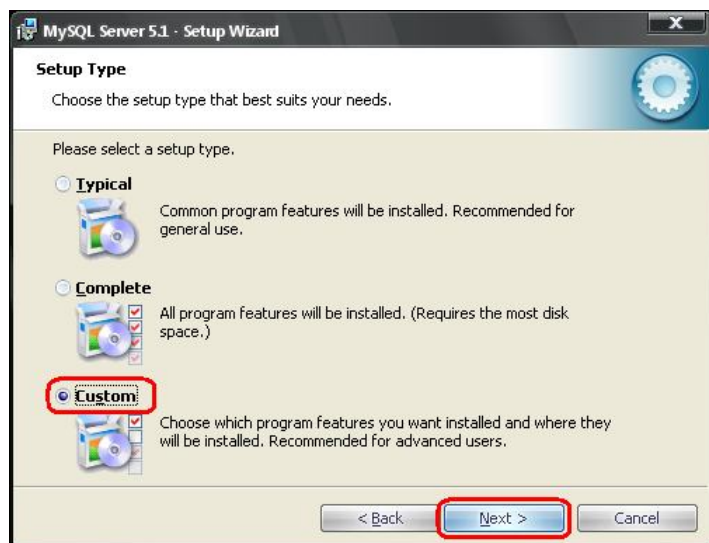 MySQL Server 5.1 - Setup Wizard
Setup Type
Choose the setup type that best suits your needs.
Please select a setup type.
Typical
Common program features will be installed. Recommended for
general use.
Complete
All program features will be installed. (Requires the most disk
space.)
Custom
Choose which program features you want installed and where they
will be installed. Recommended for advanced users.
< Back
Next >
Cancel